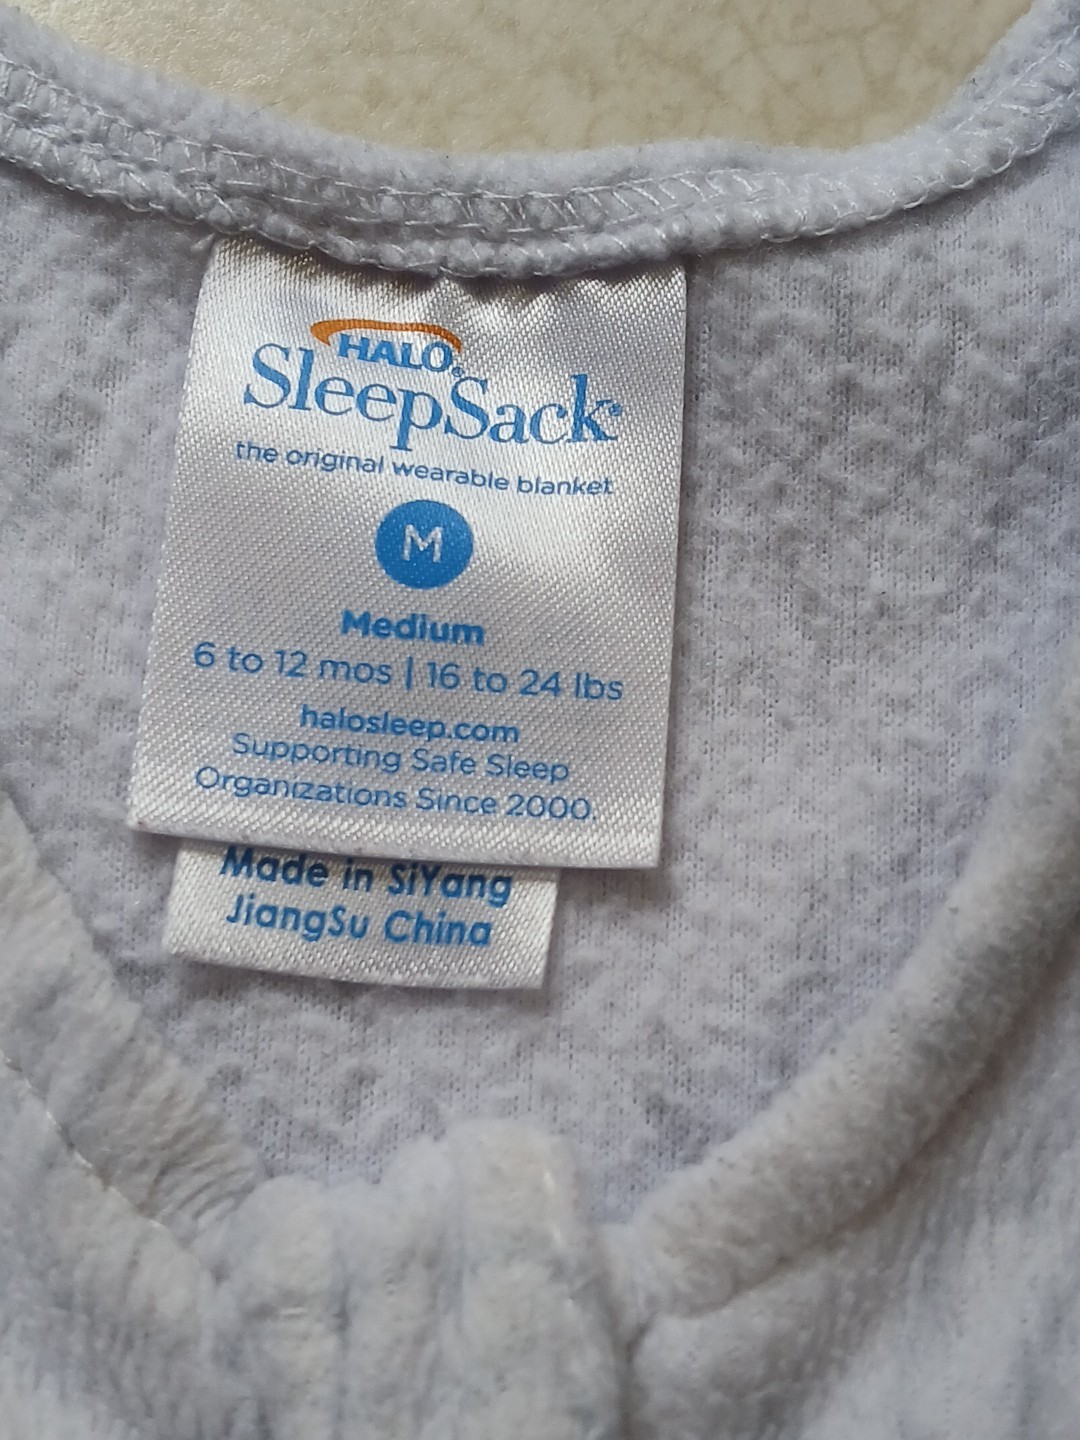 HALO®
SleepSack®
the original wearable blanket
M
Medium
6 to 12 mos | 16 to 24 lbs
halosleep.com
Supporting Safe Sleep
Organizations Since 2000.
Made in SiYang
JiangSu China